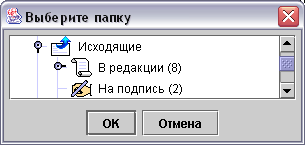 Выберите папку
Исходящие
В редакции (8)
На подпись (2)
OK
Отмена